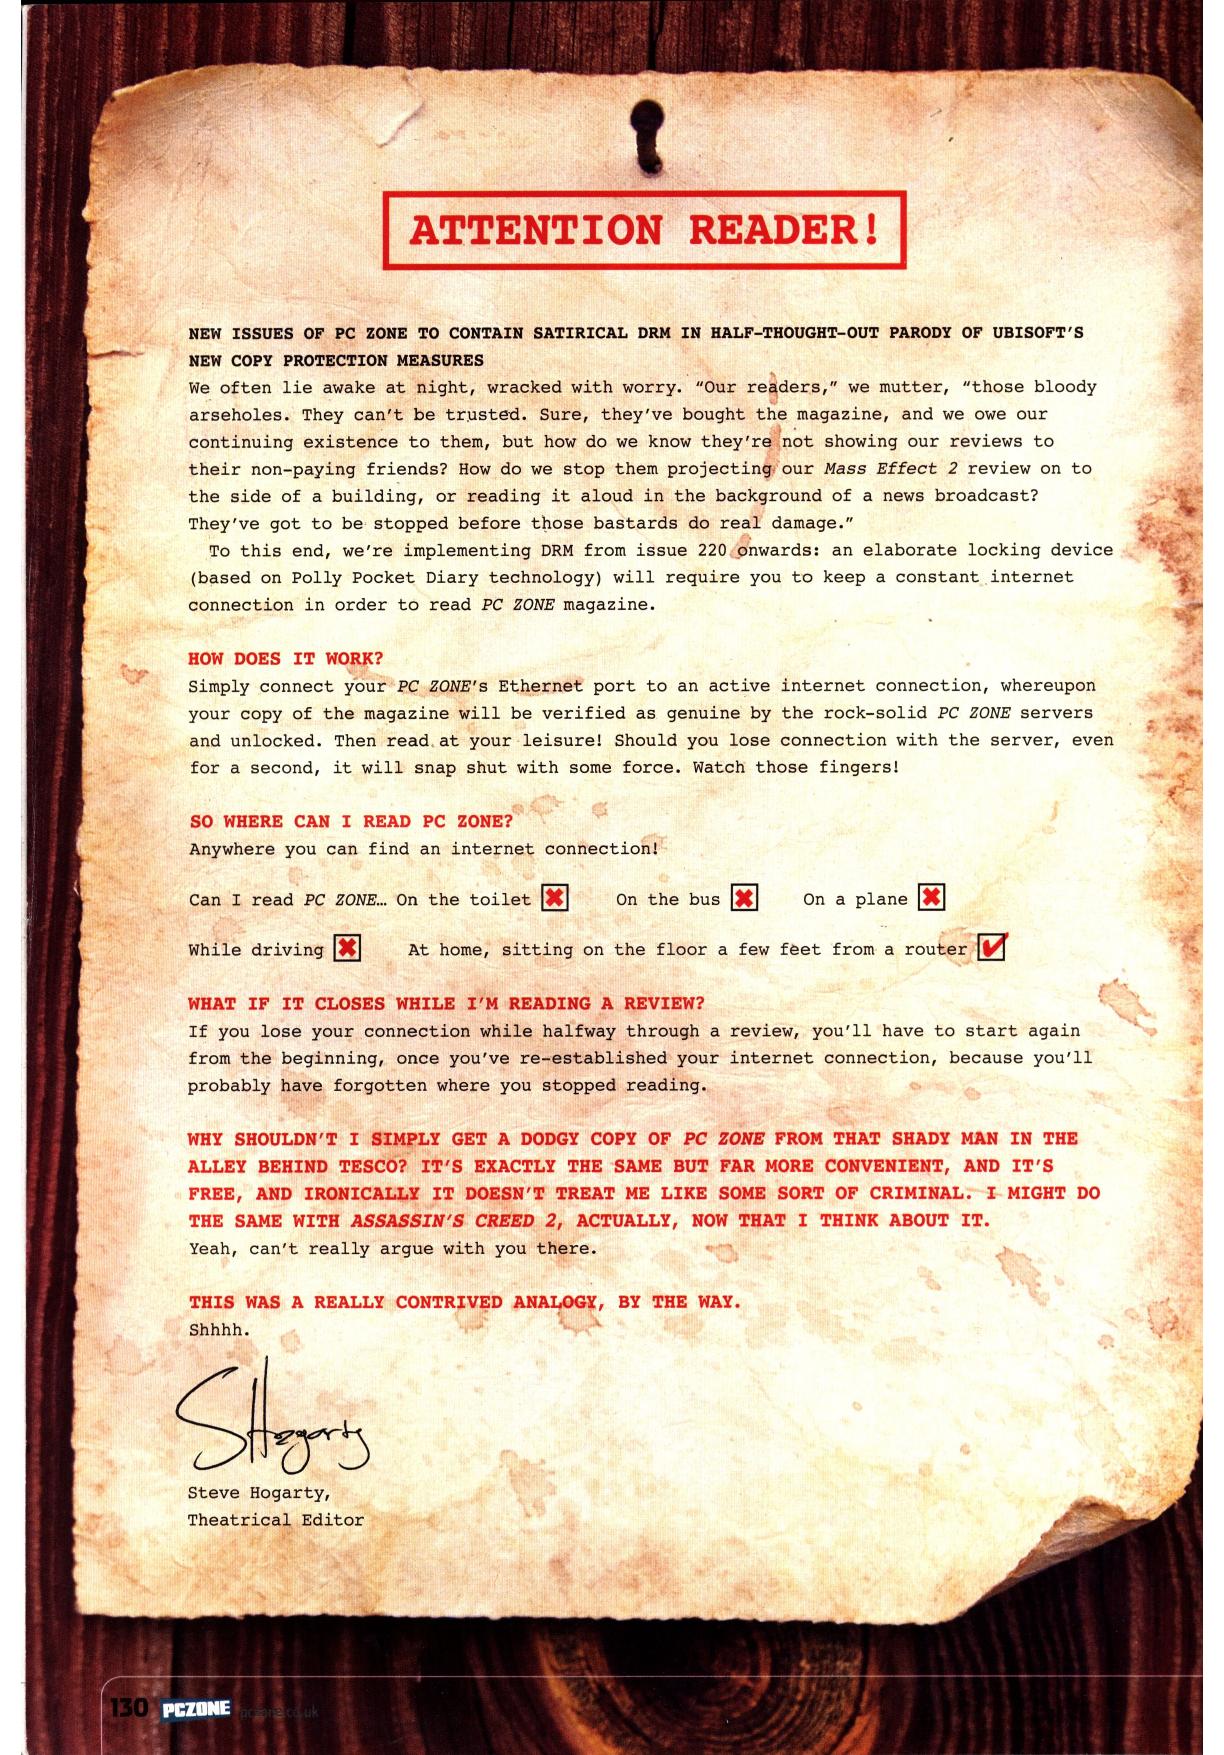 ATTENTION READER!
NEW ISSUES OF PC ZONE TO CONTAIN SATIRICAL DRM IN HALF-THOUGHT-OUT PARODY OF UBISOFT'S
NEW COPY PROTECTION MEASURES
We often lie awake at night, wracked with worry. “Our readers,” we mutter, “those bloody
arseholes. They can't be trusted. Sure, they've bought the magazine, and we owe our
continuing existence to them, but how do we know they're not showing our reviews to
their non-paying friends? How do we stop them projecting our Mass Effect 2 review on to
the side of a building, or reading it aloud in the background of a news broadcast?
They've got to be stopped before those bastards do real damage.”
To this end, we're implementing DRM from issue 220 onwards: an elaborate locking device
(based on Polly Pocket Diary technology) will require you to keep a constant internet
connection in order to read PC ZONE magazine.
HOW DOES IT WORK?
Simply connect your PC ZONE's Ethernet port to an active internet connection, whereupon
your copy of the magazine will be verified as genuine by the rock-solid PC ZONE servers
and unlocked. Then read at your leisure! Should you lose connection with the server, even
for a second, it will snap shut with some force. Watch those fingers!
SO WHERE CAN I READ PC ZONE?
Anywhere you can find an internet connection!
Can I read PC ZONE… On the toilet ✖ On the bus ✖ On a plane ✖
While driving ✖ At home, sitting on the floor a few feet from a router ✔
WHAT IF IT CLOSES WHILE I'M READING A REVIEW?
If you lose your connection while halfway through a review, you'll have to start again
from the beginning, once you've re-established your internet connection, because you'll
probably have forgotten where you stopped reading.
WHY SHOULDN'T I SIMPLY GET A DODGY COPY OF PC ZONE FROM THAT SHADY MAN IN THE
ALLEY BEHIND TESCO? IT'S EXACTLY THE SAME BUT FAR MORE CONVENIENT, AND IT'S
FREE, AND IRONICALLY IT DOESN'T TREAT ME LIKE SOME SORT OF CRIMINAL. I MIGHT DO
THE SAME WITH ASSASSIN'S CREED 2, ACTUALLY, NOW THAT I THINK ABOUT IT.
Yeah, can't really argue with you there.
THIS WAS A REALLY CONTRIVED ANALOGY, BY THE WAY.
Shhhh.
SHogarty
Steve Hogarty,
Theatrical Editor
130 PCZONE pczone.co.uk